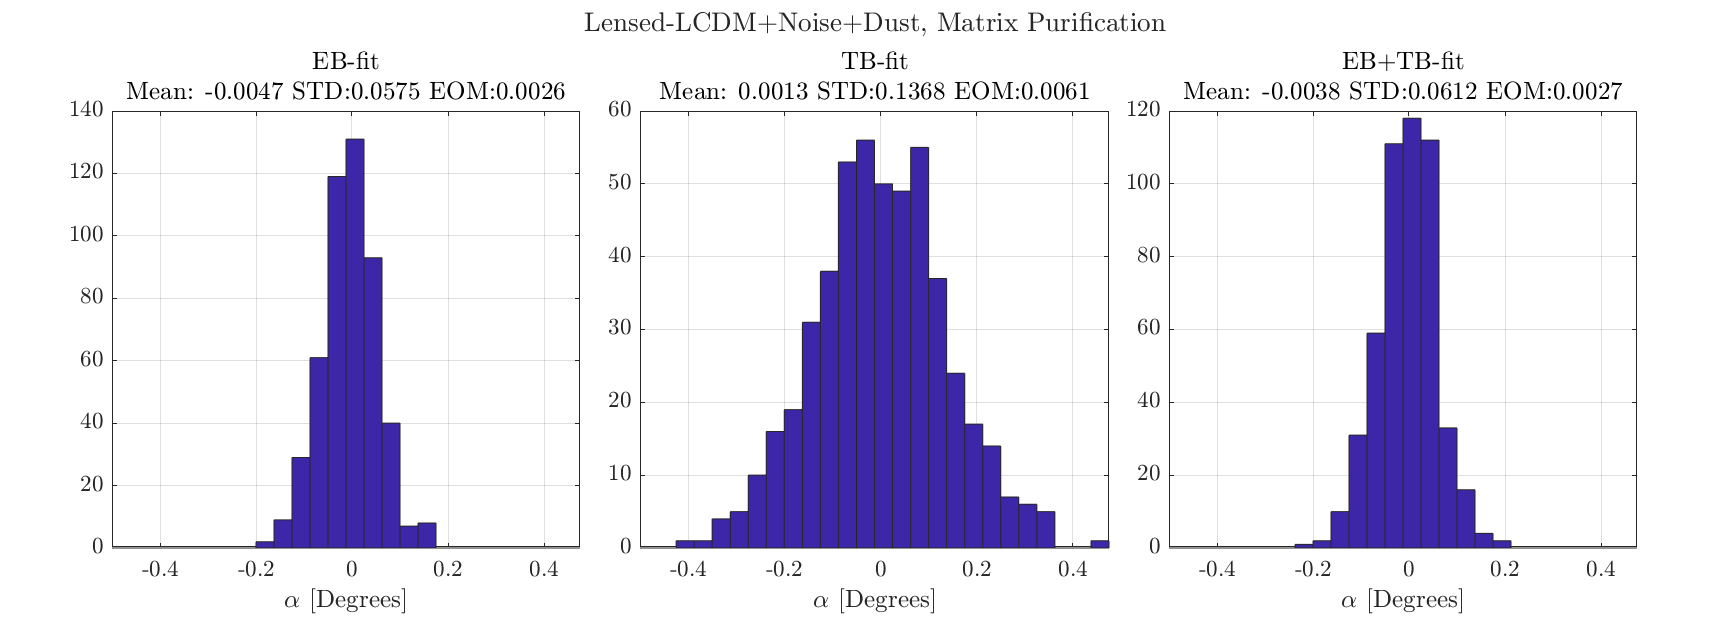 Lensed-LCDM+Noise+Dust, Matrix Purification
EB-fit
Mean: -0.0047 STD:0.0575 EOM:0.0026
140
120
100
80
60
40
20
0
-0.4 -0.2 0 0.2 0.4
α [Degrees]
TB-fit
Mean: 0.0013 STD:0.1368 EOM:0.0061
60
50
40
30
20
10
0
-0.4 -0.2 0 0.2 0.4
α [Degrees]
EB+TB-fit
Mean: -0.0038 STD:0.0612 EOM:0.0027
120
100
80
60
40
20
0
-0.4 -0.2 0 0.2 0.4
α [Degrees]